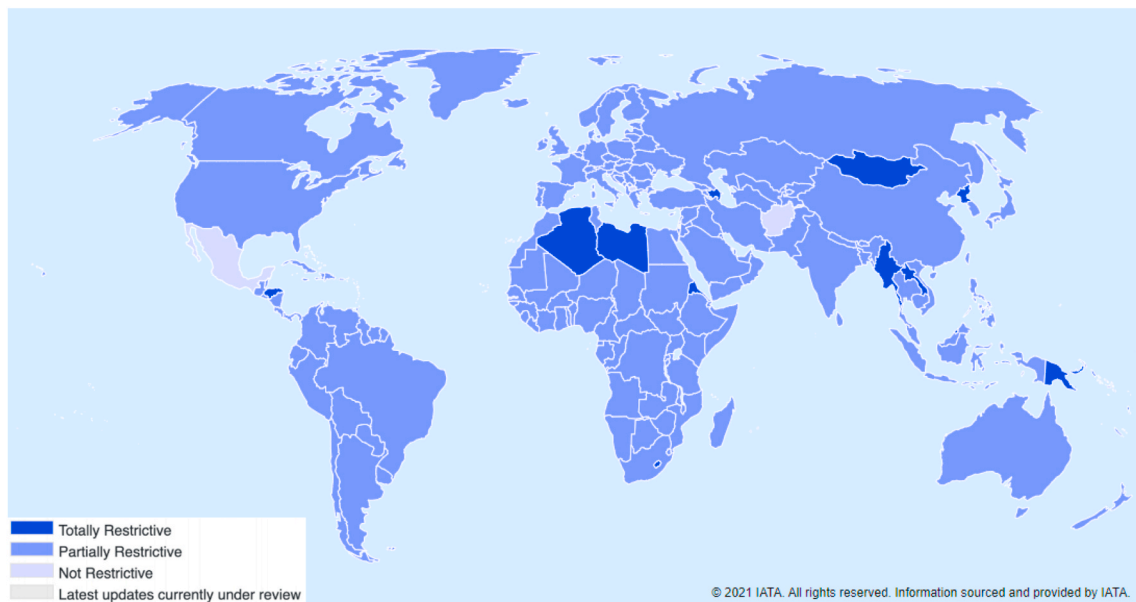 Totally Restrictive
Partially Restrictive
Not Restrictive
Latest updates currently under review
© 2021 IATA. All rights reserved. Information sourced and provided by IATA.